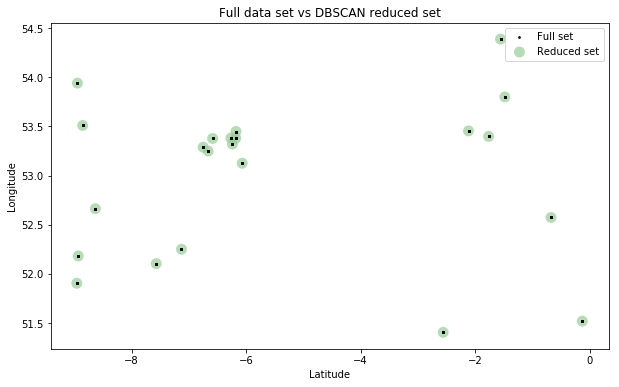 Full data set vs DBSCAN reduced set
Full set
Reduced set
54.5
54.0
53.5
53.0
52.5
52.0
51.5
Longitude
−8
−6
−4
−2
0
Latitude